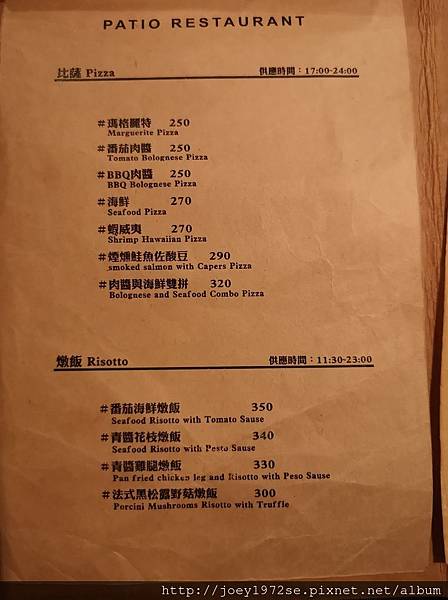 PATIO RESTAURANT
比薩 Pizza 供應時間：17:00-24:00
#瑪格麗特 250
Marguerite Pizza
#番茄肉醬 250
Tomato Bolognese Pizza
#BBQ肉醬 250
BBQ Bolognese Pizza
#海鮮 270
Seafood Pizza
#蝦威夷 270
Shrimp Hawaiian Pizza
#煙燻鮭魚佐酸豆 290
smoked salmon with Capers Pizza
#肉醬與海鮮雙拼 320
Bolognese and Seafood Combo Pizza
燉飯 Risotto 供應時間：11:30-23:00
#番茄海鮮燉飯 350
Seafood Risotto with Tomato Sause
#青醬花枝燉飯 340
Seafood Risotto with Pesto Sause
#青醬雞腿燉飯 330
Pan fried chicken leg and Risotto with Peso Sause
#法式黑松露野菇燉飯 300
Porcini Mushrooms Risotto with Truffle
http://joey1972se.pixnet.net/album